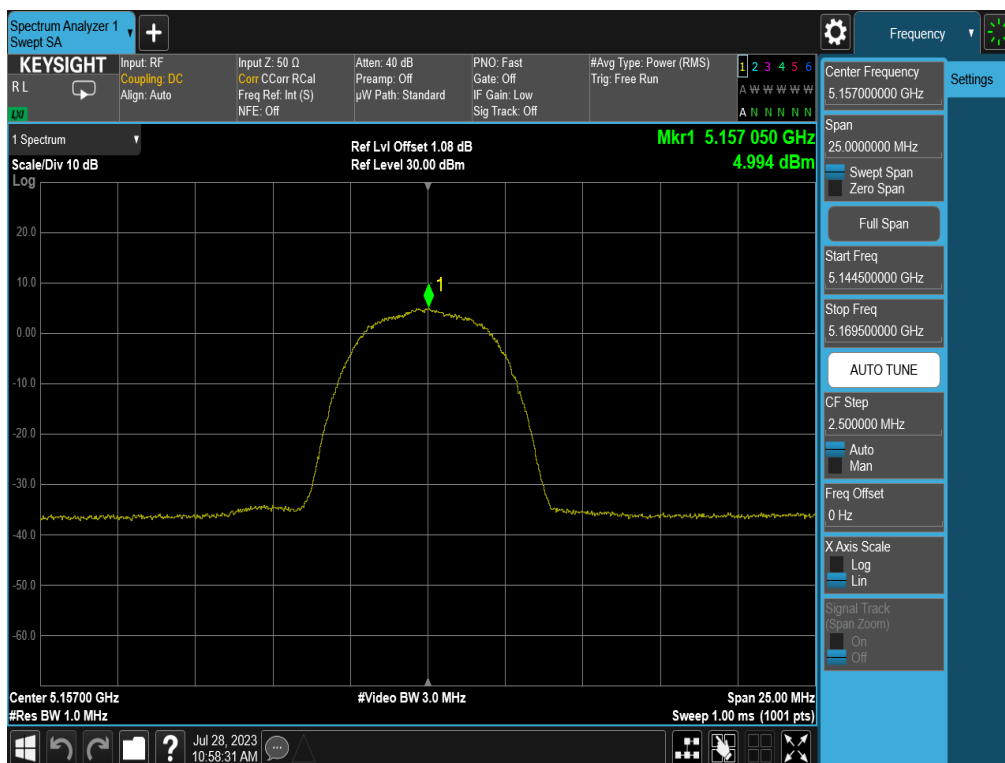 Spectrum Analyzer 1
Swept SA
Frequency
KEYSIGHT
R L
LXI
Input: RF
Coupling: DC
Align: Auto
Input Z: 50 Ω
Corr CCorr RCal
Freq Ref: Int (S)
NFE: Off
Atten: 40 dB
Preamp: Off
µW Path: Standard
PNO: Fast
Gate: Off
IF Gain: Low
Sig Track: Off
#Avg Type: Power (RMS)
Trig: Free Run
1 2 3 4 5 6
A W W W W W
A N N N N N
1 Spectrum
Scale/Div 10 dB
Log
Ref Lvl Offset 1.08 dB
Ref Level 30.00 dBm
Mkr1 5.157 050 GHz
4.994 dBm
20.0
10.0
0.00
-10.0
-20.0
-30.0
-40.0
-50.0
-60.0
1
Center 5.15700 GHz
#Res BW 1.0 MHz
#Video BW 3.0 MHz
Span 25.00 MHz
Sweep 1.00 ms (1001 pts)
Jul 28, 2023
10:58:31 AM
Settings
Center Frequency
5.157000000 GHz
Span
25.0000000 MHz
Swept Span
Zero Span
Full Span
Start Freq
5.144500000 GHz
Stop Freq
5.169500000 GHz
AUTO TUNE
CF Step
2.500000 MHz
Auto
Man
Freq Offset
0 Hz
X Axis Scale
Log
Lin
Signal Track
(Span Zoom)
On
Off